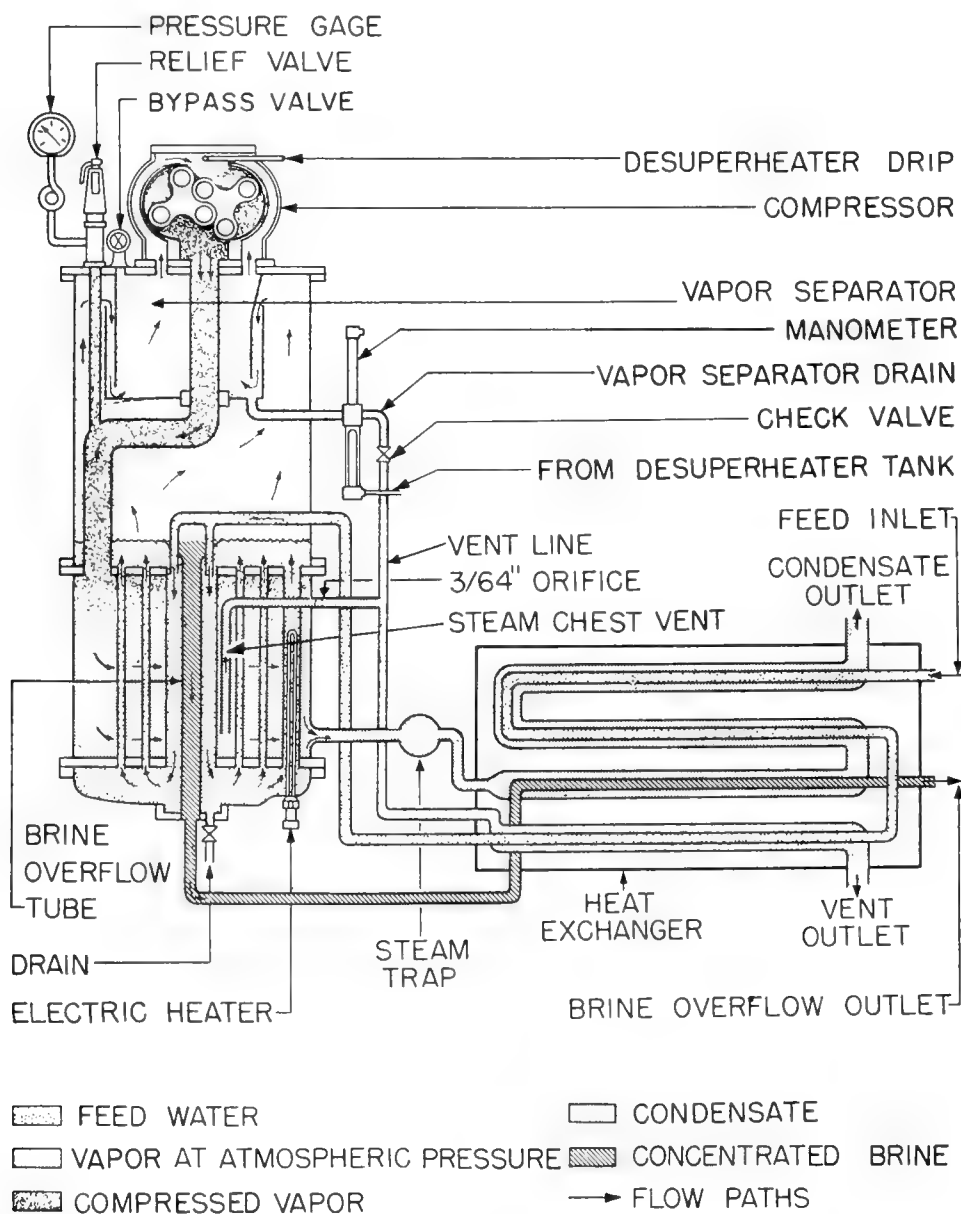 PRESSURE GAGE
RELIEF VALVE
BYPASS VALVE
DESUPERHEATER DRIP
COMPRESSOR
VAPOR SEPARATOR
MANOMETER
VAPOR SEPARATOR DRAIN
CHECK VALVE
FROM DESUPERHEATER TANK
FEED INLET
VENT LINE
3/64" ORIFICE
CONDENSATE
OUTLET
STEAM CHEST VENT
BRINE
OVERFLOW
TUBE
HEAT
EXCHANGER
VENT
OUTLET
STEAM
TRAP
DRAIN
ELECTRIC HEATER
BRINE OVERFLOW OUTLET
FEED WATER
CONDENSATE
VAPOR AT ATMOSPHERIC PRESSURE
CONCENTRATED BRINE
COMPRESSED VAPOR
FLOW PATHS